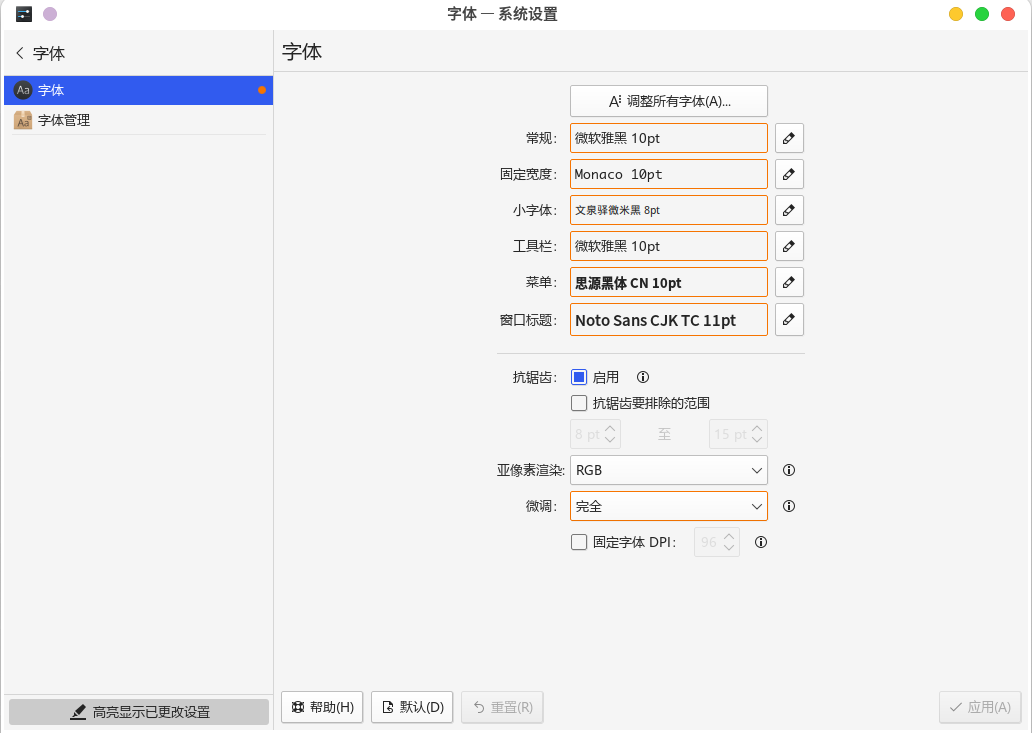 字体 — 系统设置
字体
字体
字体
字体管理
调整所有字体(A)...
常规: 微软雅黑 10pt
固定宽度: Monaco 10pt
小字体: 文泉驿微米黑 8pt
工具栏: 微软雅黑 10pt
菜单: 思源黑体 CN 10pt
窗口标题: Noto Sans CJK TC 11pt
抗锯齿: 启用
抗锯齿要排除的范围
8 pt 至 15 pt
亚像素渲染: RGB
微调: 完全
固定字体 DPI: 96
高亮显示已更改设置
帮助(H) 默认(D) 重置(R) 应用(A)